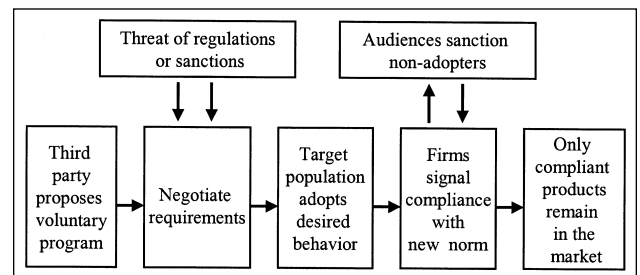 Threat of regulations
or sanctions
Audiences sanction
non-adopters
Third
party
proposes
voluntary
program
Negotiate
requirements
Target
population
adopts
desired
behavior
Firms
signal
compliance
with
new norm
Only
compliant
products
remain
in the
market